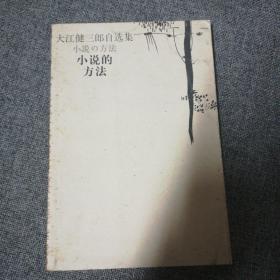 大江健三郎自选集
小説の方法
小说的
方法